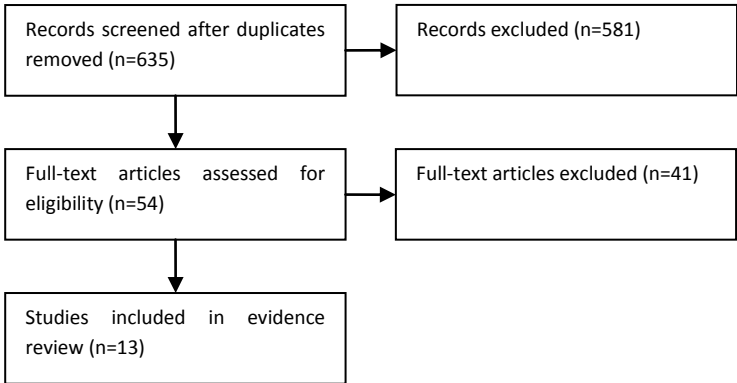 Records screened after duplicates
removed (n=635)
Records excluded (n=581)
Full-text articles assessed for
eligibility (n=54)
Full-text articles excluded (n=41)
Studies included in evidence
review (n=13)